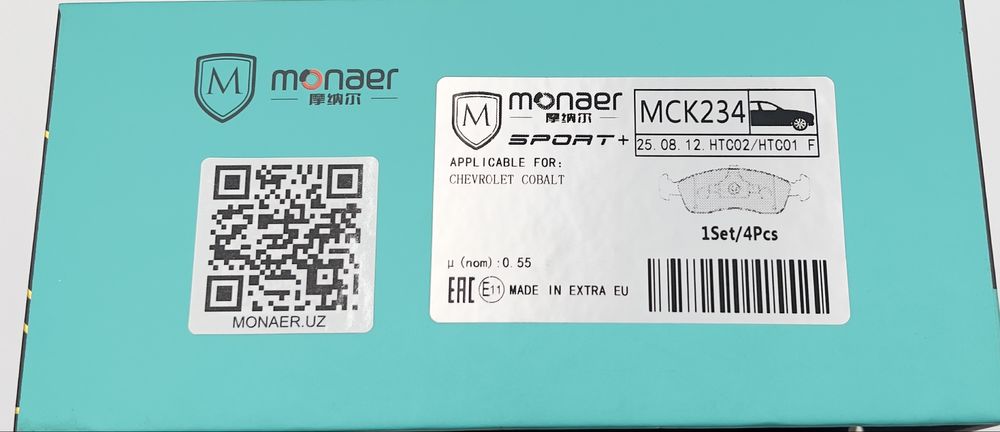 M
monaer
摩纳尔
MONAER.UZ
M
monaer
摩纳尔
SPORT+
MCK234
25.08.12.HTC02/HTC01 F
APPLICABLE FOR:
CHEVROLET COBALT
1Set/4Pcs
μ(nom):0.55
EAC E11 MADE IN EXTRA EU